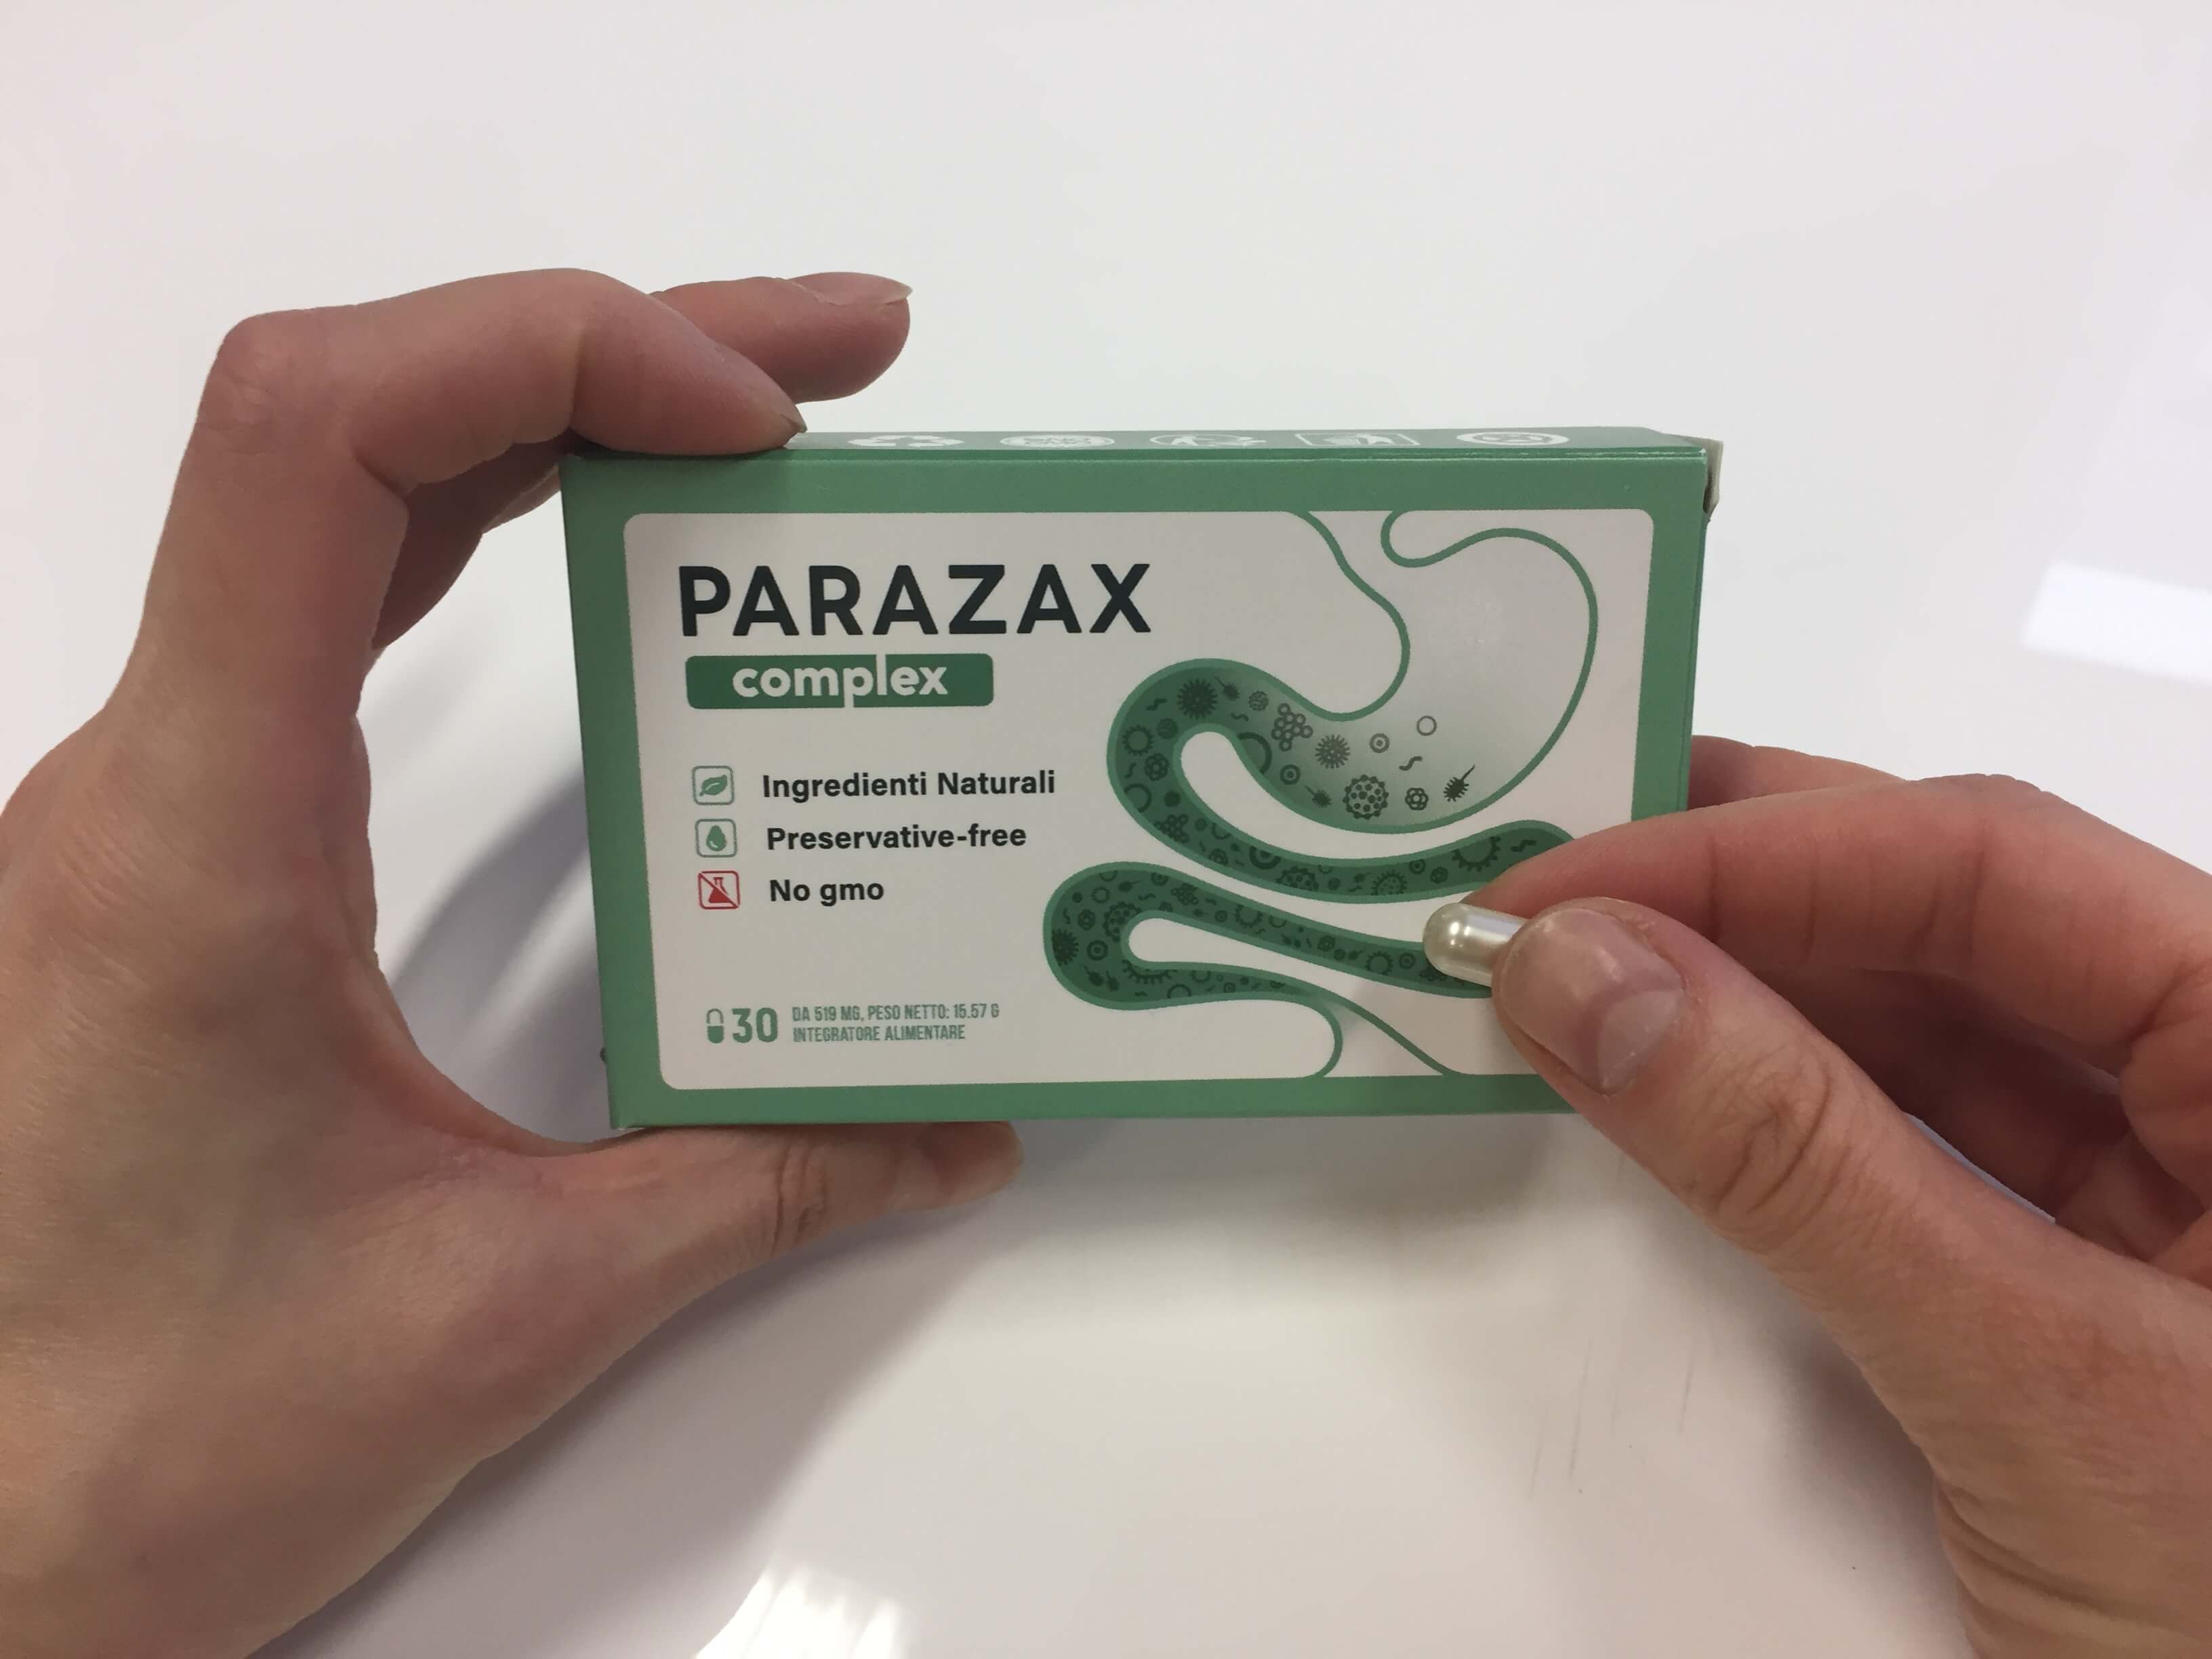 PARAZAX
complex
Ingredienti Naturali
Preservative-free
No gmo
30
DA 519 MG, PESO NETTO: 15.57 G
INTEGRATORE ALIMENTARE